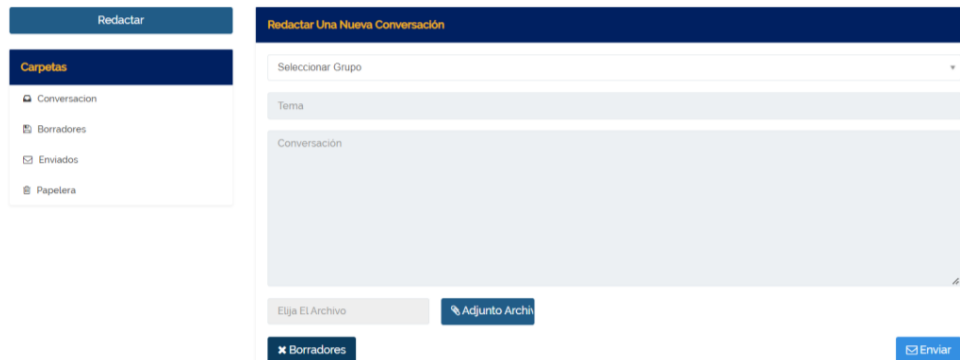 Redactar
Carpetas
Conversacion
Borradores
Enviados
Papelera
Redactar Una Nueva Conversación
Seleccionar Grupo
Tema
Conversación
Elija El Archivo
Adjunto Archiv
Borradores
Enviar